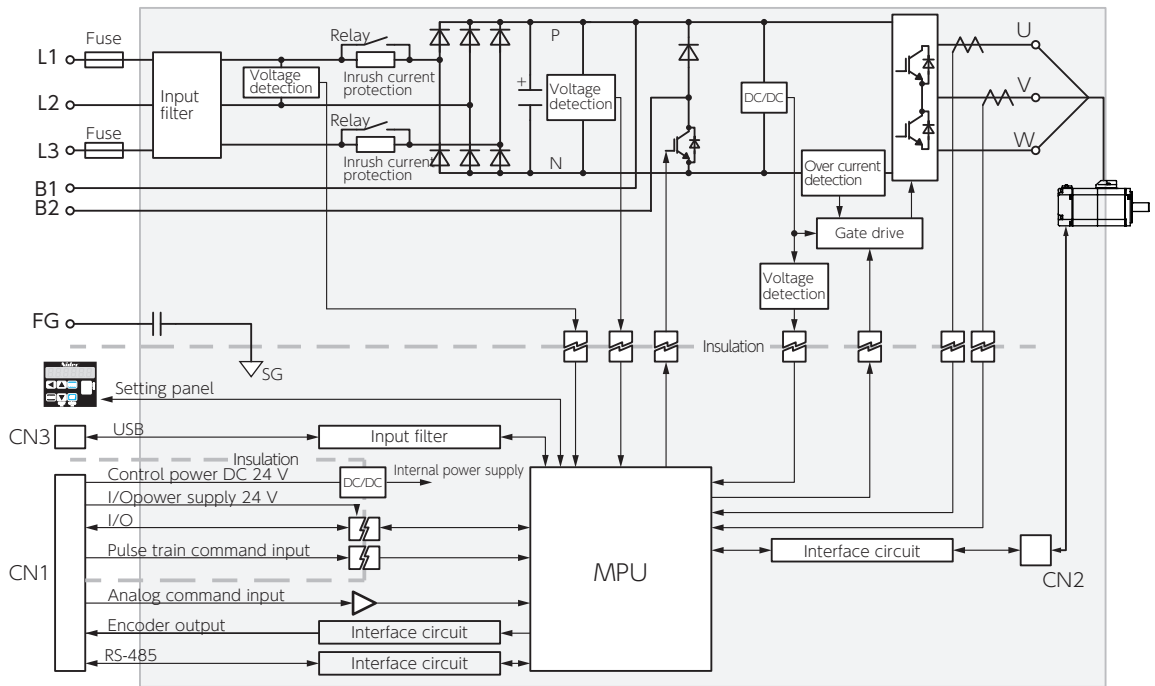 Fuse
Relay
P
U
L1
Voltage
detection
Inrush current
protection
+
Voltage
detection
DC/DC
L2
Input
filter
V
Fuse
Relay
L3
Inrush current
protection
N
W
Over current
detection
B1
B2
Gate drive
Voltage
detection
FG
Insulation
SG
Nidec
Setting panel
CN3
USB
Input filter
Insulation
Control power DC 24 V
DC/DC
Internal power supply
I/Opower supply 24 V
I/O
Pulse train command input
CN1
MPU
Interface circuit
CN2
Analog command input
Encoder output
Interface circuit
RS-485
Interface circuit